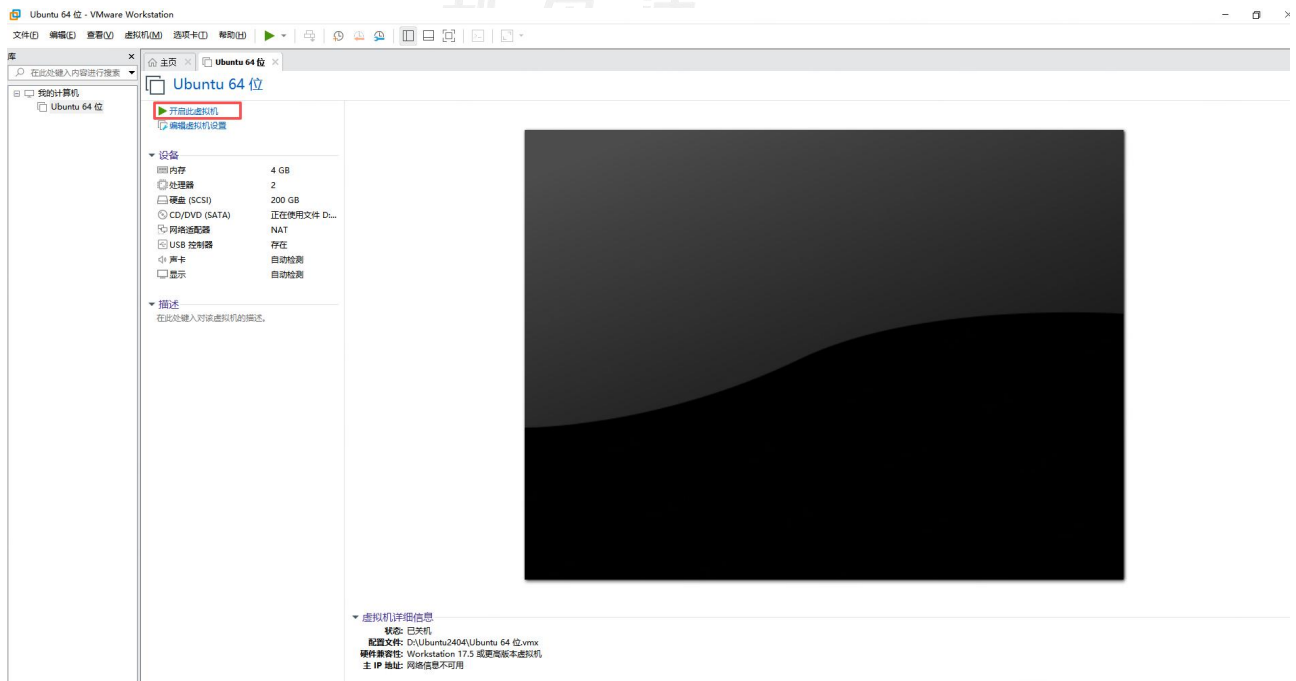 Ubuntu 64 位 - VMware Workstation
文件(F) 编辑(E) 查看(V) 虚拟机(M) 选项卡(T) 帮助(H)
库
在此处键入内容进行搜索
我的计算机
Ubuntu 64 位
主页
Ubuntu 64 位
Ubuntu 64 位
开启此虚拟机
编辑虚拟机设置
设备
内存 4 GB
处理器 2
硬盘 (SCSI) 200 GB
CD/DVD (SATA) 正在使用文件 D:...
网络适配器 NAT
USB 控制器 存在
声卡 自动检测
显示 自动检测
描述
在此处键入对该虚拟机的描述。
虚拟机详细信息
状态: 已关机
配置文件: D:\Ubuntu2404\Ubuntu 64 位.vmx
硬件兼容性: Workstation 17.5 或更高版本虚拟机
主 IP 地址: 网络信息不可用